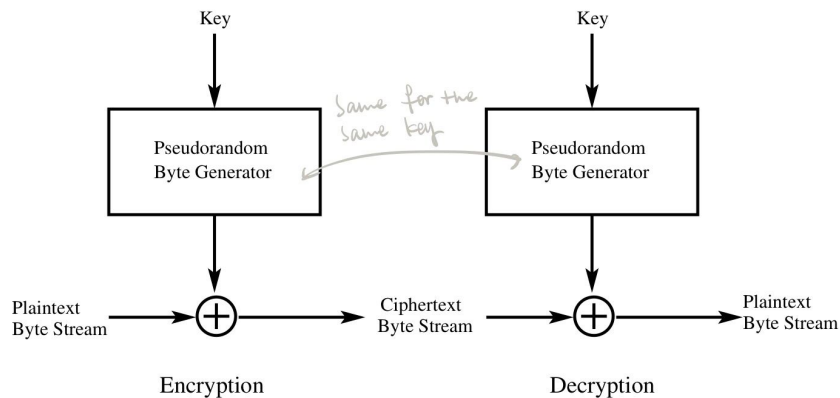 Key
Key
Same for the
same key
Pseudorandom
Byte Generator
Pseudorandom
Byte Generator
Plaintext
Byte Stream
Ciphertext
Byte Stream
Plaintext
Byte Stream
Encryption
Decryption